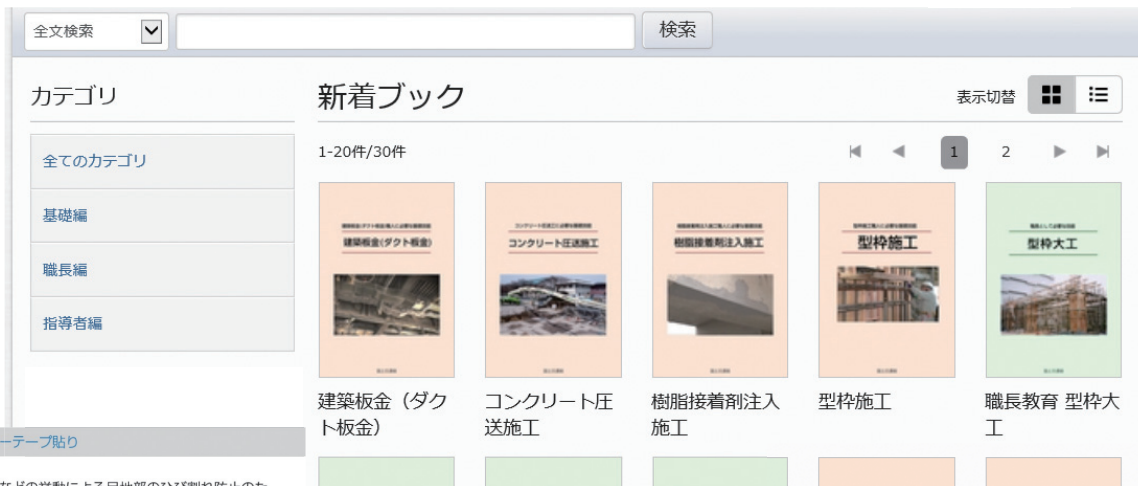 全文検索
検索
カテゴリ
全てのカテゴリ
基礎編
職長編
指導者編
新着ブック
表示切替
1-20件/30件
1
2
建築板金(ダクト板金)
コンクリート圧送施工
樹脂接着剤注入施工
型枠施工
型枠大工
建築板金（ダク
ト板金）
コンクリート圧
送施工
樹脂接着剤注入
施工
型枠施工
職長教育 型枠大
工
ーテープ貼り